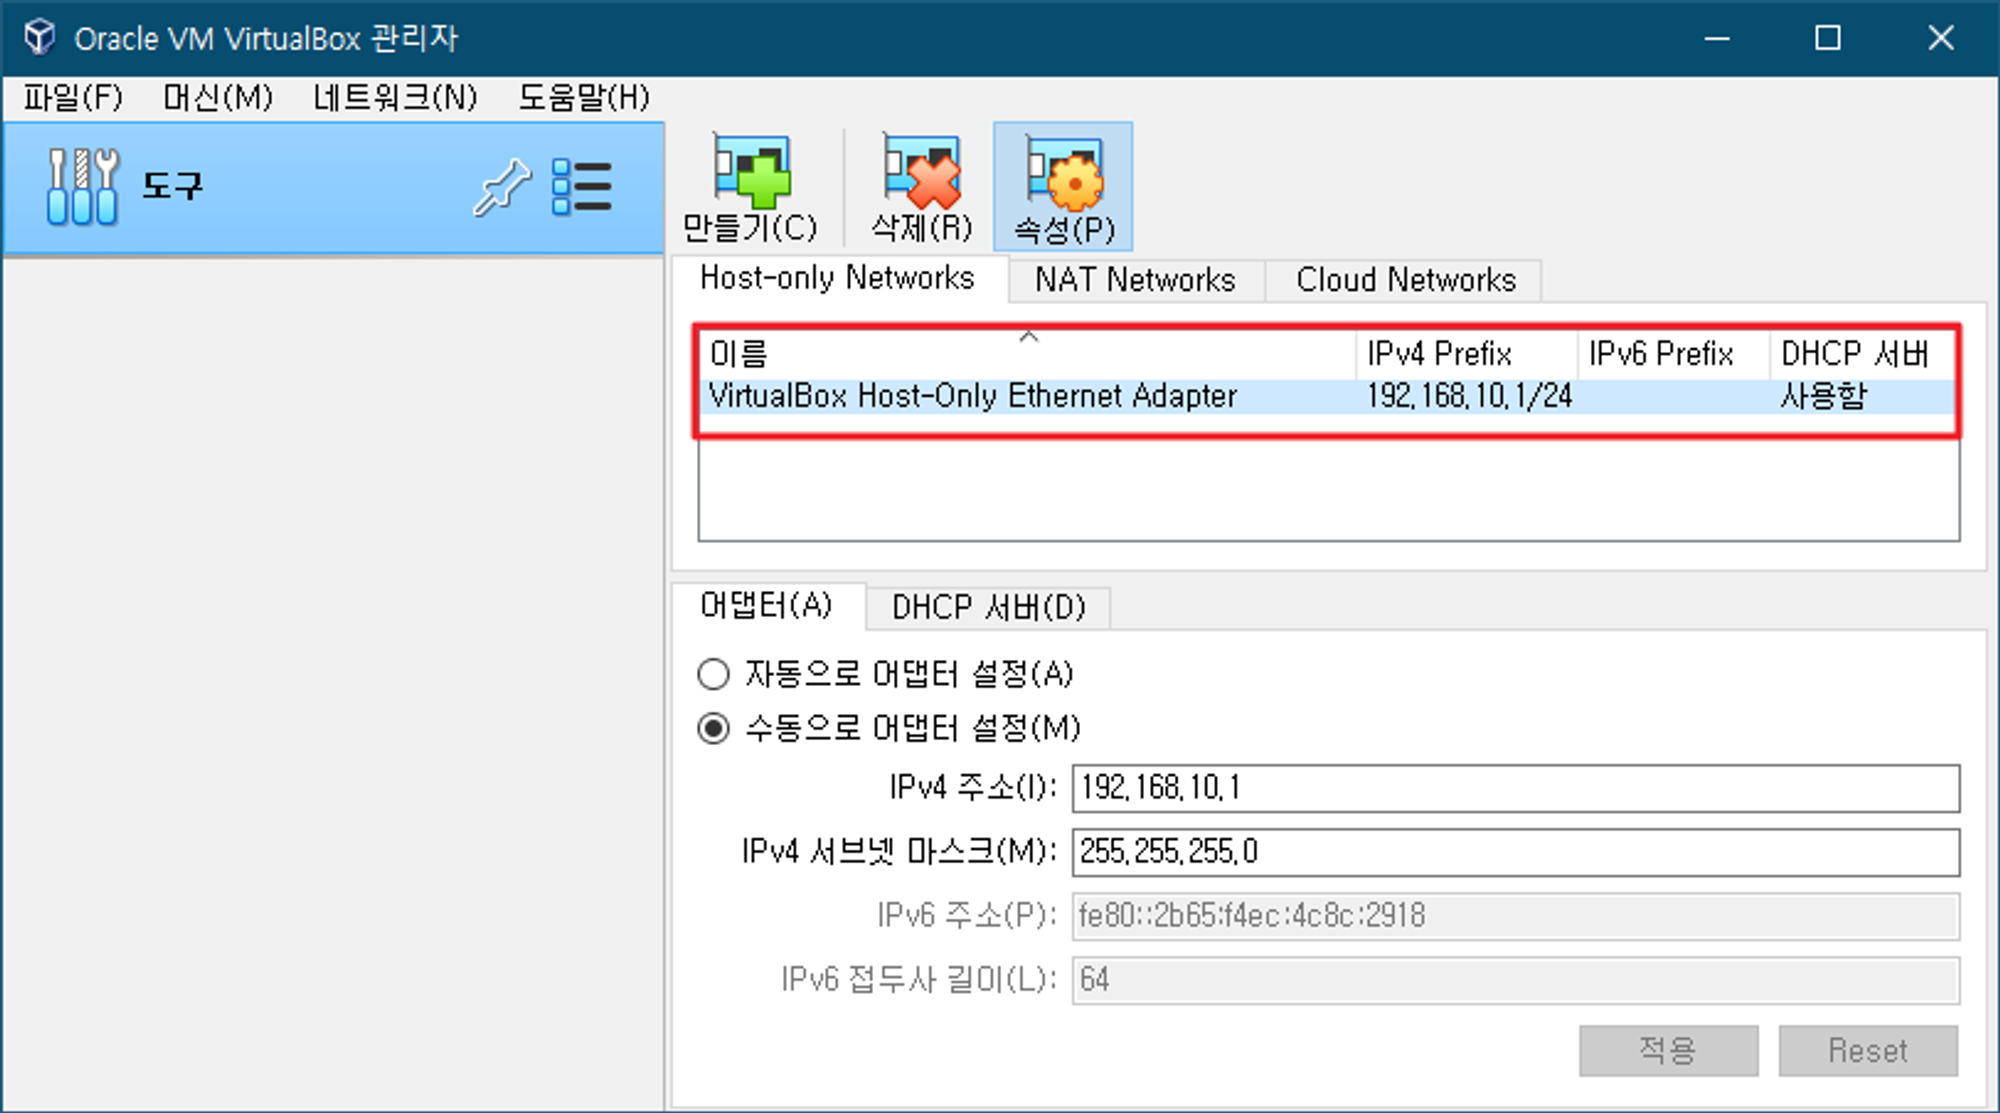 Oracle VM VirtualBox 관리자
파일(F) 머신(M) 네트워크(N) 도움말(H)
도구
만들기(C) 삭제(R) 속성(P)
Host-only Networks NAT Networks Cloud Networks
이름 IPv4 Prefix IPv6 Prefix DHCP 서버
VirtualBox Host-Only Ethernet Adapter 192.168.10.1/24 사용함
어댑터(A) DHCP 서버(D)
자동으로 어댑터 설정(A)
수동으로 어댑터 설정(M)
IPv4 주소(I): 192.168.10.1
IPv4 서브넷 마스크(M): 255.255.255.0
IPv6 주소(P): fe80::2b65:f4ec:4c8c:2918
IPv6 접두사 길이(L): 64
적용 Reset